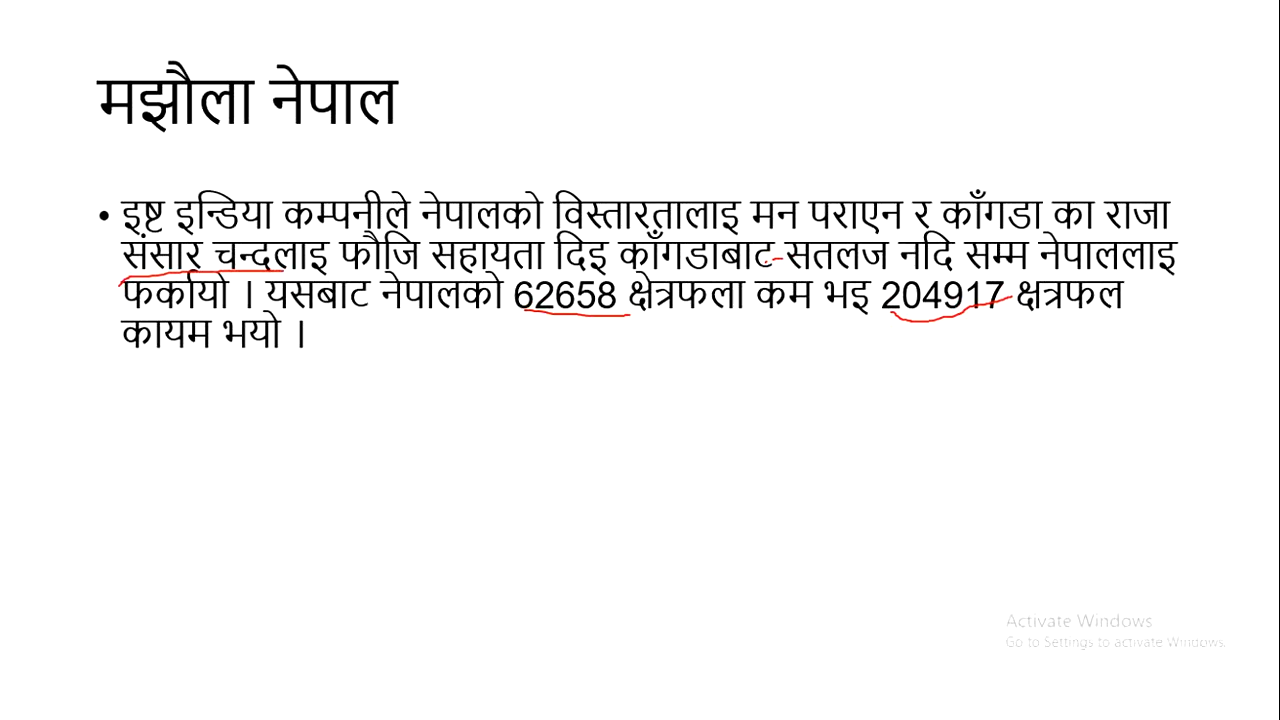 मझौला नेपाल
• इष्ट इन्डिया कम्पनीले नेपालको विस्तारतालाइ मन पराएन र काँगडा का राजा
संसार चन्दलाइ फौजि सहायता दिइ काँगडाबाट-सतलज नदि सम्म नेपाललाइ
फर्कायो । यसबाट नेपालको 62658 क्षेत्रफला कम भइ 204917 क्षत्रफल
कायम भयो ।
Activate Windows
Go to Settings to activate Windows.